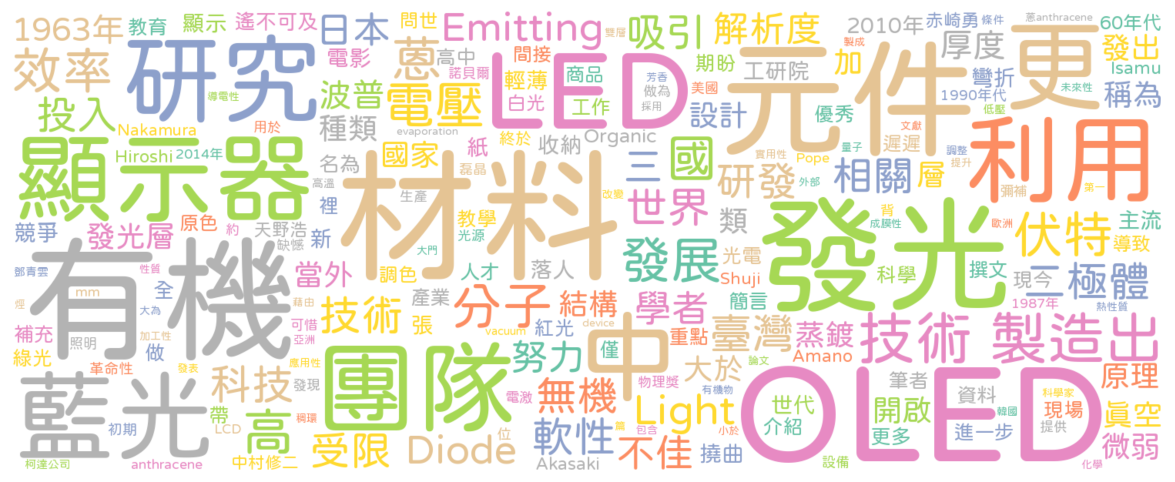 1963年 教育 顯示 遙不可及 日本 問世 Emitting 雙層 吸引 解析度 2010年 赤崎勇 條件 蒽anthracene 60年代
效率 研究 導電性 電影 蒽 高中 間接 諾貝爾 輕薄 商品 芳香 LED 期盼 加 工研院 元件 厚度 製成 更 發出 Isamu
投入 波普 電壓 白光 工作 做為 採用 美國 設計 優秀 彎折 1990年代 未來性 低壓 稱為
Nakamura 用於 種類 evaporation 終於 收納 Organic 文獻 遲遲 量子 調整 提升 利用
顯示器 Hiroshi 2014年 名為 國家 紙 磊晶 三 國 研發 實用性 Pope 外部 相關 層 彌補 第一
高溫 裡 材料 生產 改變 世界 類 發光 背 成膜性 歐洲 主流
競爭 發光層 原色 約 天野浩 缺憾 新 大門 教學 光源 發展 光電 科學 撰文 伏特 導致
有機 鄧青雲 性質 當外 調色 人才 落人 Shuji 簡言 現今 二極體
煙 mm 大為 全 藉由 技術 張 產業 分子 結構 學者 1987年 熱性質
補充 照明 加工性 做 可惜 亞洲 vacuum 紅光 device 努力 僅 中 重點 臺灣 蒸鍍 技術 製造出
綠光 革命性 發表 應用性 團隊 物理獎 論文 大於 Amano
藍光 科技 發現 稠環 電激 無機 有機物 Light 世代 OLED 筆者 資料 科學家 原理
帶 高 受限 Diode 位 軟性 鎵 包含 小於 介紹 開啟 韓國 現場 真空
初期 LCD 不佳 更多 進一步 提供 微弱
柯達公司 anthracene 中村修二 Akasaki 撓曲 設備 化學